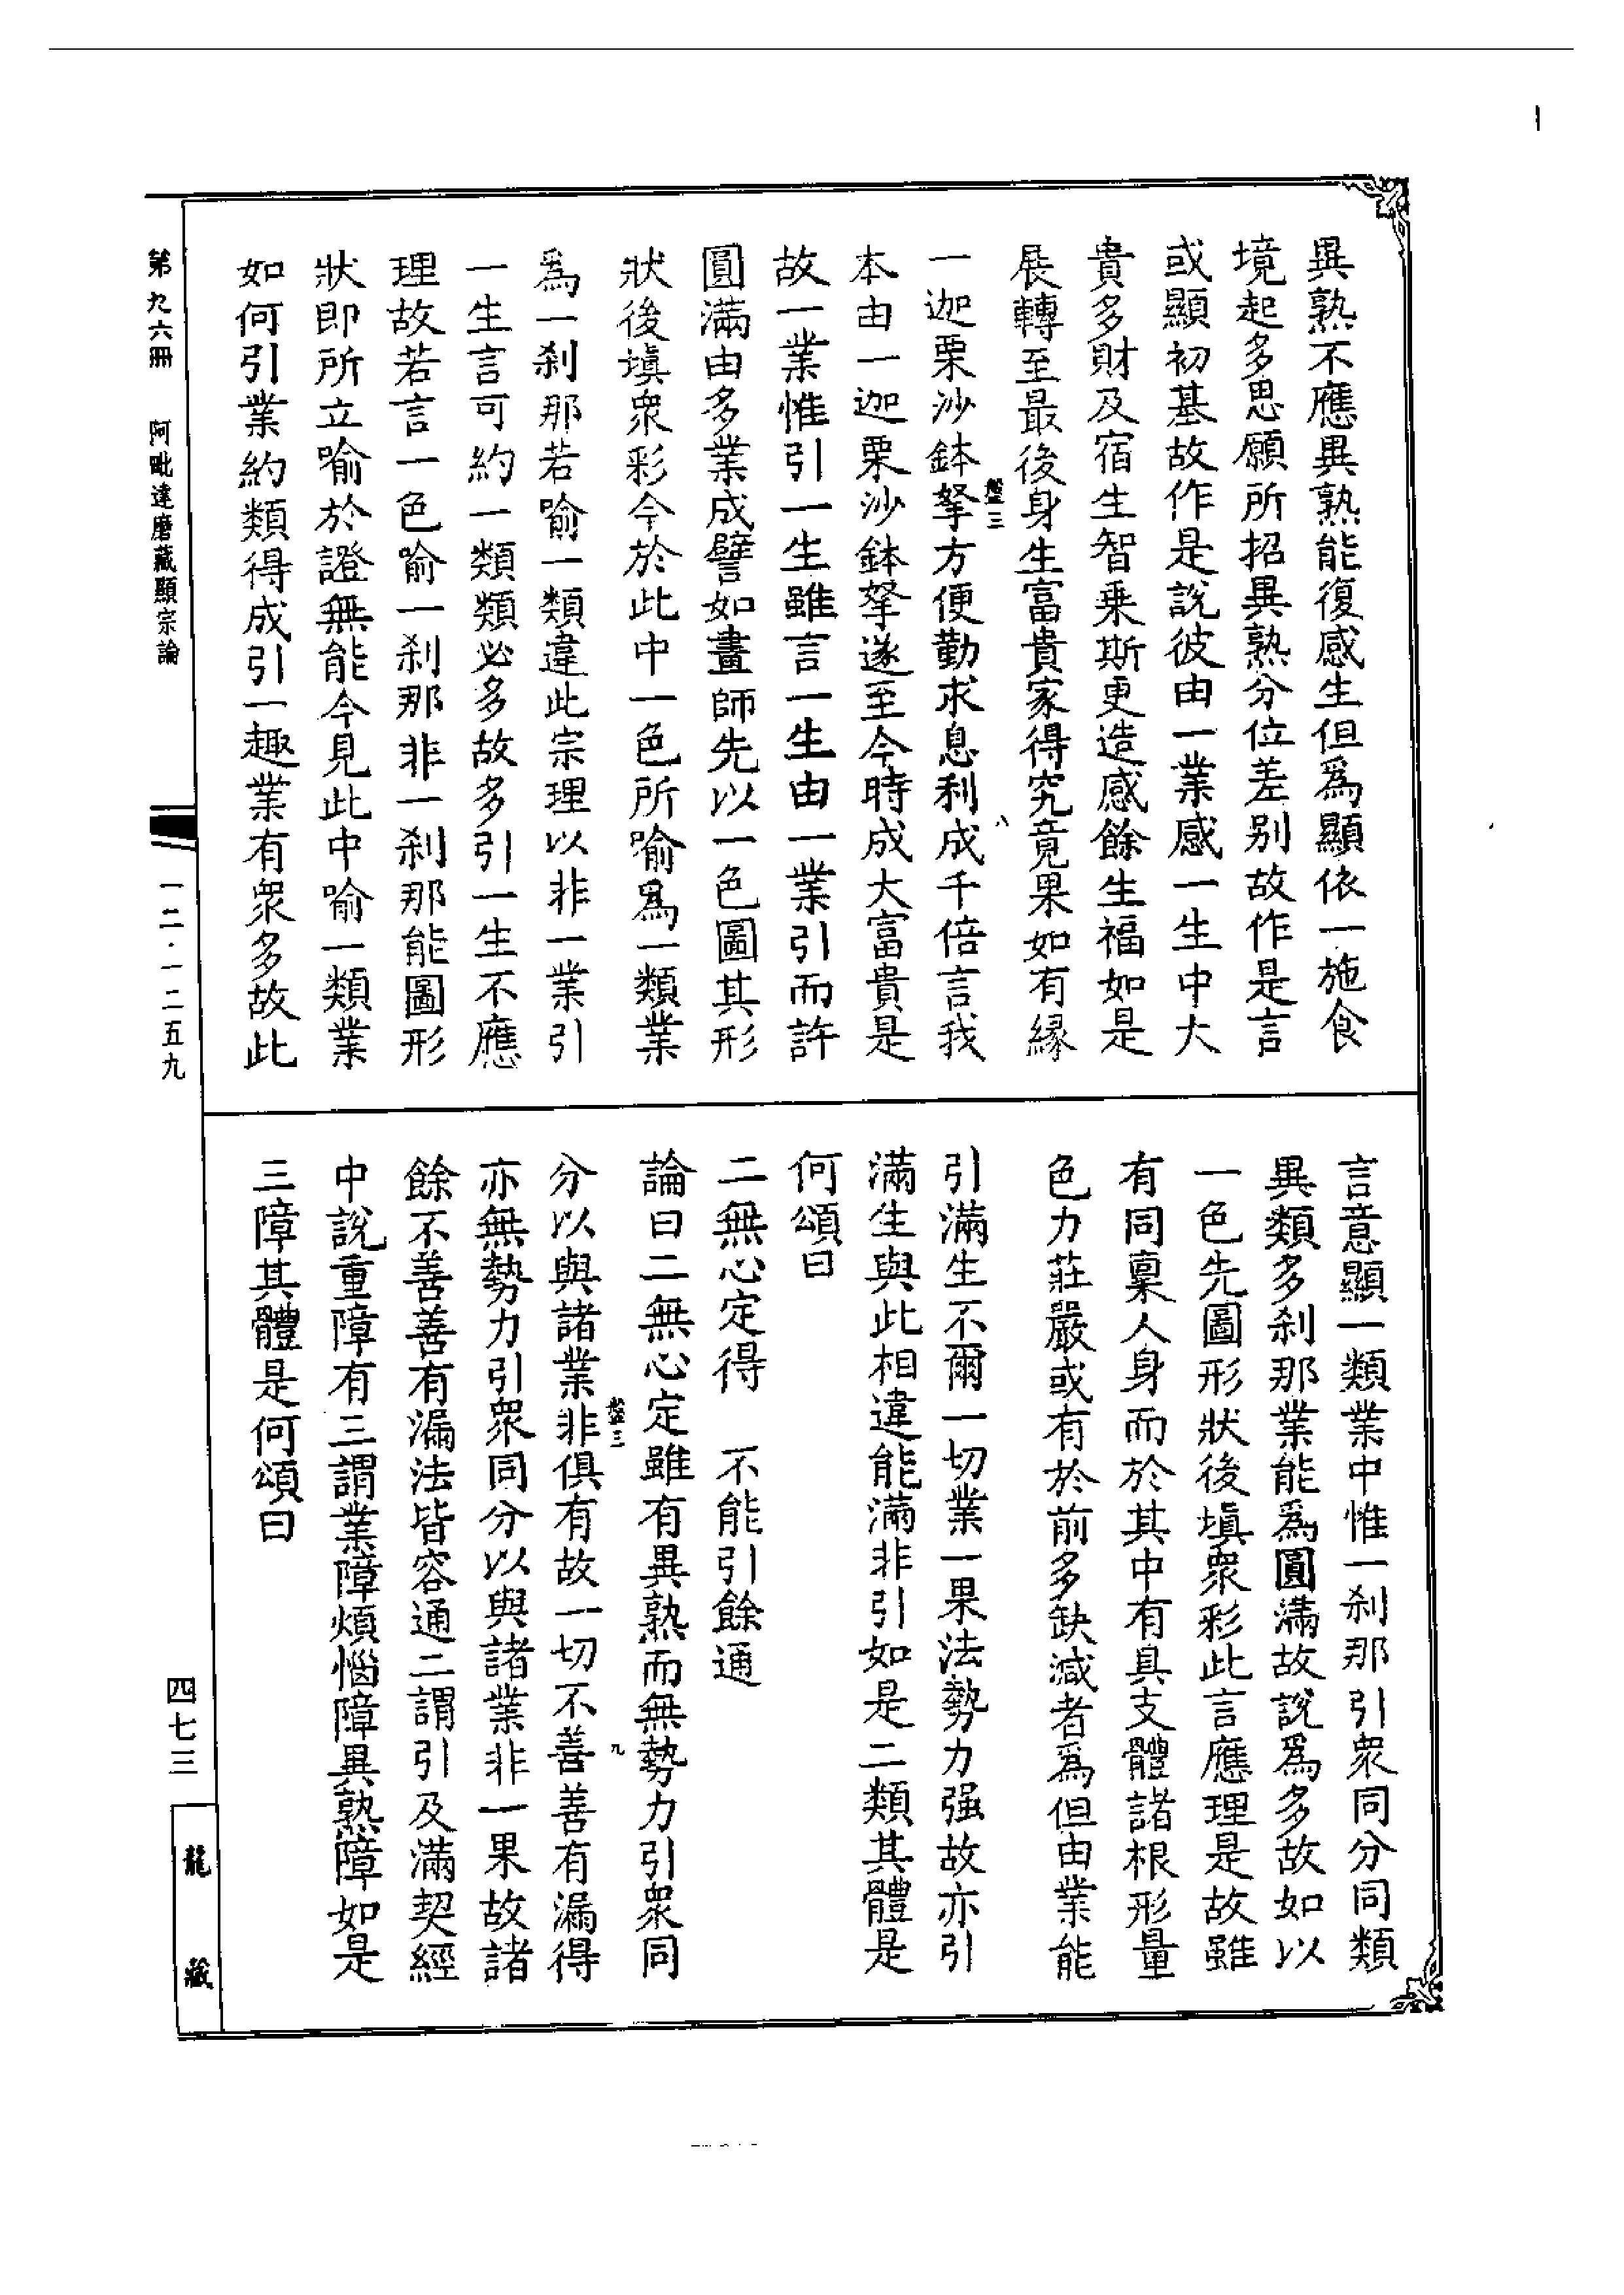 異熟不應異熟能復感生但爲顯依一施食
境起多思願所招異熟分位差别故作是言
或顯初基故作是說彼由一業感一生中大
貴多財及宿生智乗斯更造感餘生福如是
展轉至最後身生富貴家得究竟果如有縁
盤三
八
一迦栗沙鉢拏方便勤求息利成千倍言我
本由一迦栗沙鉢拏遂至今時成大富貴是
故一業惟引一生雖言一生由一業引而許
圓滿由多業成譬如畫師先以一色圖其形
狀後塡衆彩今於此中一色所喻爲一類業
爲一刹那若喻一類違此宗理以非一業引
一生言可約一類類必多故多引一生不應
理故若言一色喻一刹那非一刹那能圖形
狀即所立喻於證無能今見此中喻一類業
如何引業約類得成引一趣業有衆多故此
言意顯一類業中惟一刹那引衆同分同類
異類多刹那業能爲圓滿故說爲多故如以
一色先圖形狀後塡衆彩此言應理是故雖
有同稟人身而於其中有具支體諸根形量
色力莊嚴或有於前多缺減者爲但由業能
引滿生不爾一切業一果法勢力强故亦引
滿生與此相違能滿非引如是二類其體是
何頌曰
二無心定得　不能引餘通
論曰二無心定雖有異熟而無勢力引衆同
盤三
九
分以與諸業非俱有故一切不善善有漏得
亦無勢力引衆同分以與諸業非一果故諸
餘不善善有漏法皆容通二謂引及滿契經
中說重障有三謂業障煩惱障異熟障如是
三障其體是何頌曰
第九六冊　阿毗達磨藏顯宗論
一二·一二五九
四七三
龍藏